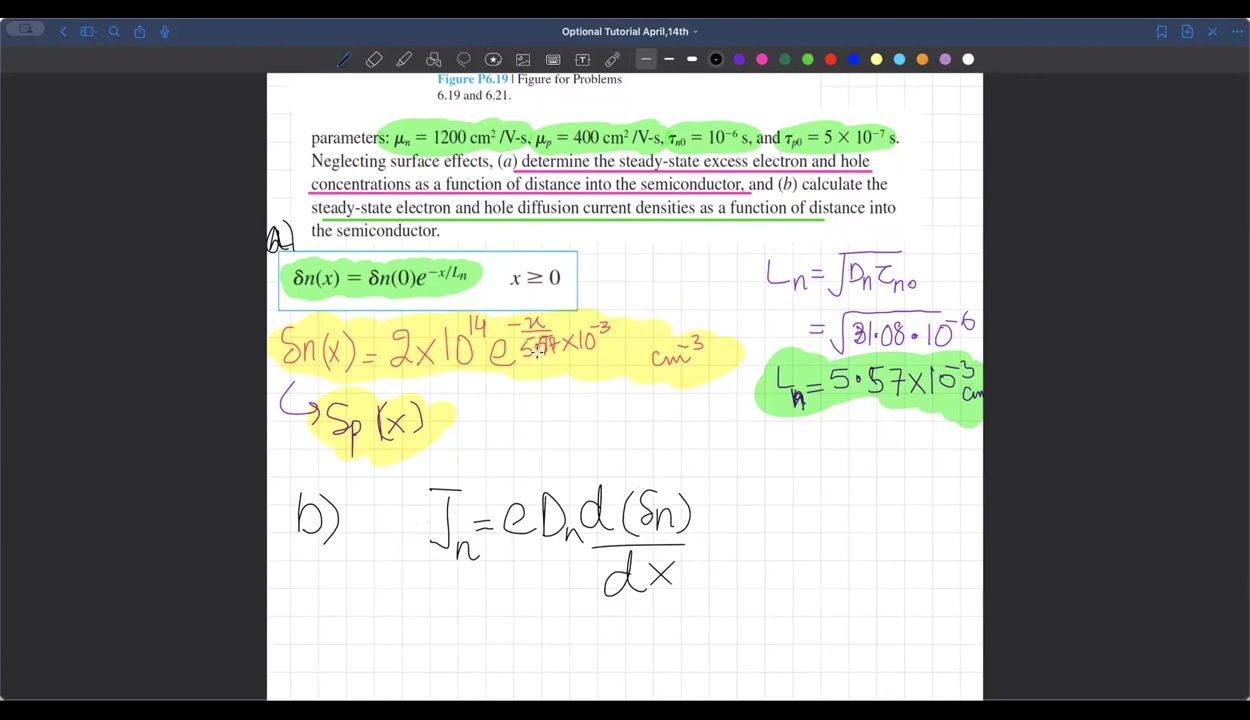 Optional Tutorial April,14th
Figure P6.19 | Figure for Problems
6.19 and 6.21.
parameters: μn = 1200 cm²/V-s, μp = 400 cm²/V-s, τn0 = 10⁻⁶ s, and τp0 = 5 × 10⁻⁷ s.
Neglecting surface effects, (a) determine the steady-state excess electron and hole
concentrations as a function of distance into the semiconductor, and (b) calculate the
steady-state electron and hole diffusion current densities as a function of distance into
the semiconductor.
a)
δn(x) = δn(0)e^−x/Ln x ≥ 0
δn(x) = 2×10^14 e^(−x/5.57×10^−3) cm^−3
δp(x)
Ln = √(Dn τno)
= √(31.08 · 10^−6)
Ln = 5.57×10^−3 cm
b) Jn = e Dn d(δn)/dx